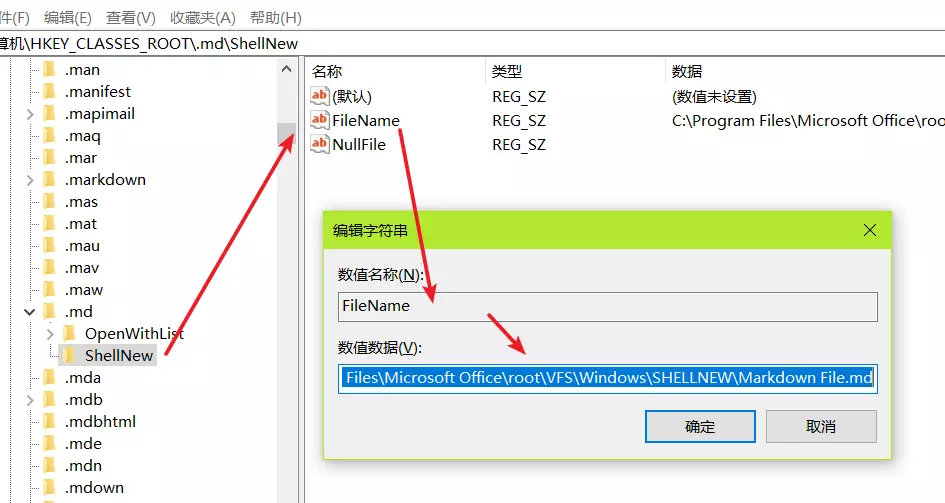 件(F) 编辑(E) 查看(V) 收藏夹(A) 帮助(H)
算机\HKEY_CLASSES_ROOT\.md\ShellNew
.man
.manifest
.mapimail
.maq
.mar
.markdown
.mas
.mat
.mau
.mav
.maw
.md
OpenWithList
ShellNew
.mda
.mdb
.mdbhtml
.mde
.mdn
.mdown
名称 类型 数据
ab (默认) REG_SZ (数值未设置)
ab FileName REG_SZ C:\Program Files\Microsoft Office\roo
ab NullFile REG_SZ
编辑字符串
数值名称(N):
FileName
数值数据(V):
Files\Microsoft Office\root\VFS\Windows\SHELLNEW\Markdown File.md
确定 取消